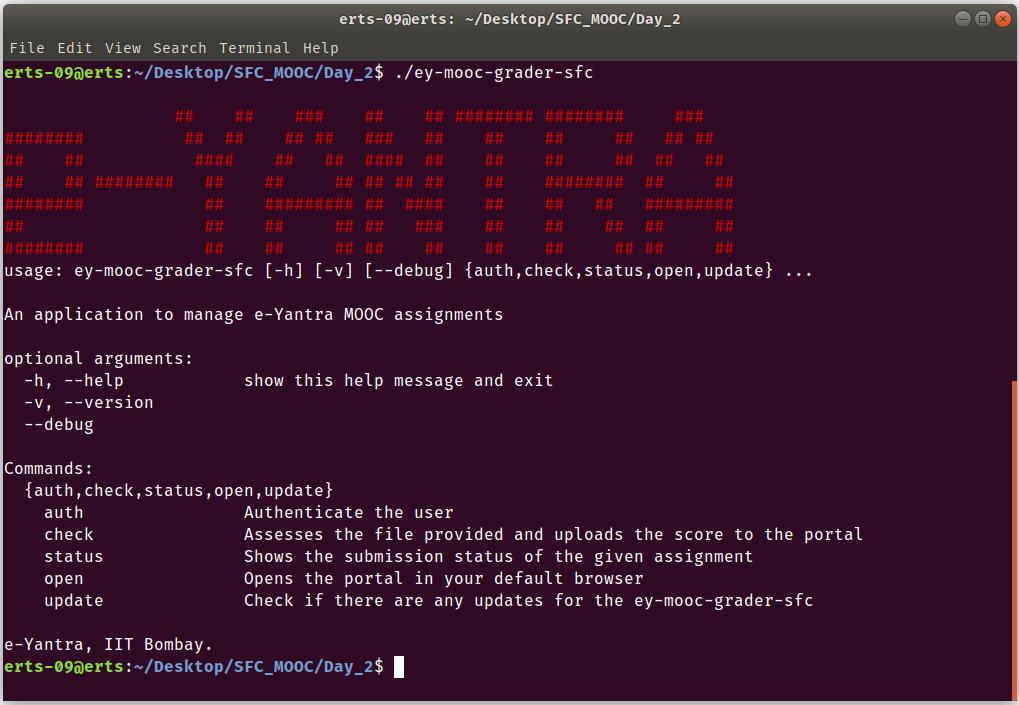 erts-09@erts: ~/Desktop/SFC_MOOC/Day_2
File Edit View Search Terminal Help
erts-09@erts:~/Desktop/SFC_MOOC/Day_2$ ./ey-mooc-grader-sfc
                 ##    ##    ###    ##    ## ######## ########     ###
########          ##  ##    ## ##   ###   ##    ##    ##     ##   ## ##
##    ##           ####    ##   ##  ####  ##    ##    ##     ##  ##   ##
##    ## ########   ##    ##     ## ## ## ##    ##    ########  ##     ##
########            ##    ######### ##  ####    ##    ##   ##   #########
##                  ##    ##     ## ##   ###    ##    ##    ##  ##     ##
########            ##    ##     ## ##    ##    ##    ##     ## ##     ##
usage: ey-mooc-grader-sfc [-h] [-v] [--debug] {auth,check,status,open,update} ...
An application to manage e-Yantra MOOC assignments
optional arguments:
  -h, --help            show this help message and exit
  -v, --version
  --debug
Commands:
  {auth,check,status,open,update}
    auth                Authenticate the user
    check               Assesses the file provided and uploads the score to the portal
    status              Shows the submission status of the given assignment
    open                Opens the portal in your default browser
    update              Check if there are any updates for the ey-mooc-grader-sfc
e-Yantra, IIT Bombay.
erts-09@erts:~/Desktop/SFC_MOOC/Day_2$